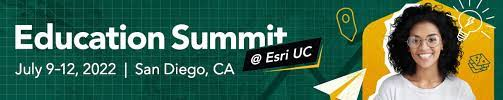 Education Summit
@ Esri UC
July 9-12, 2022 | San Diego, CA